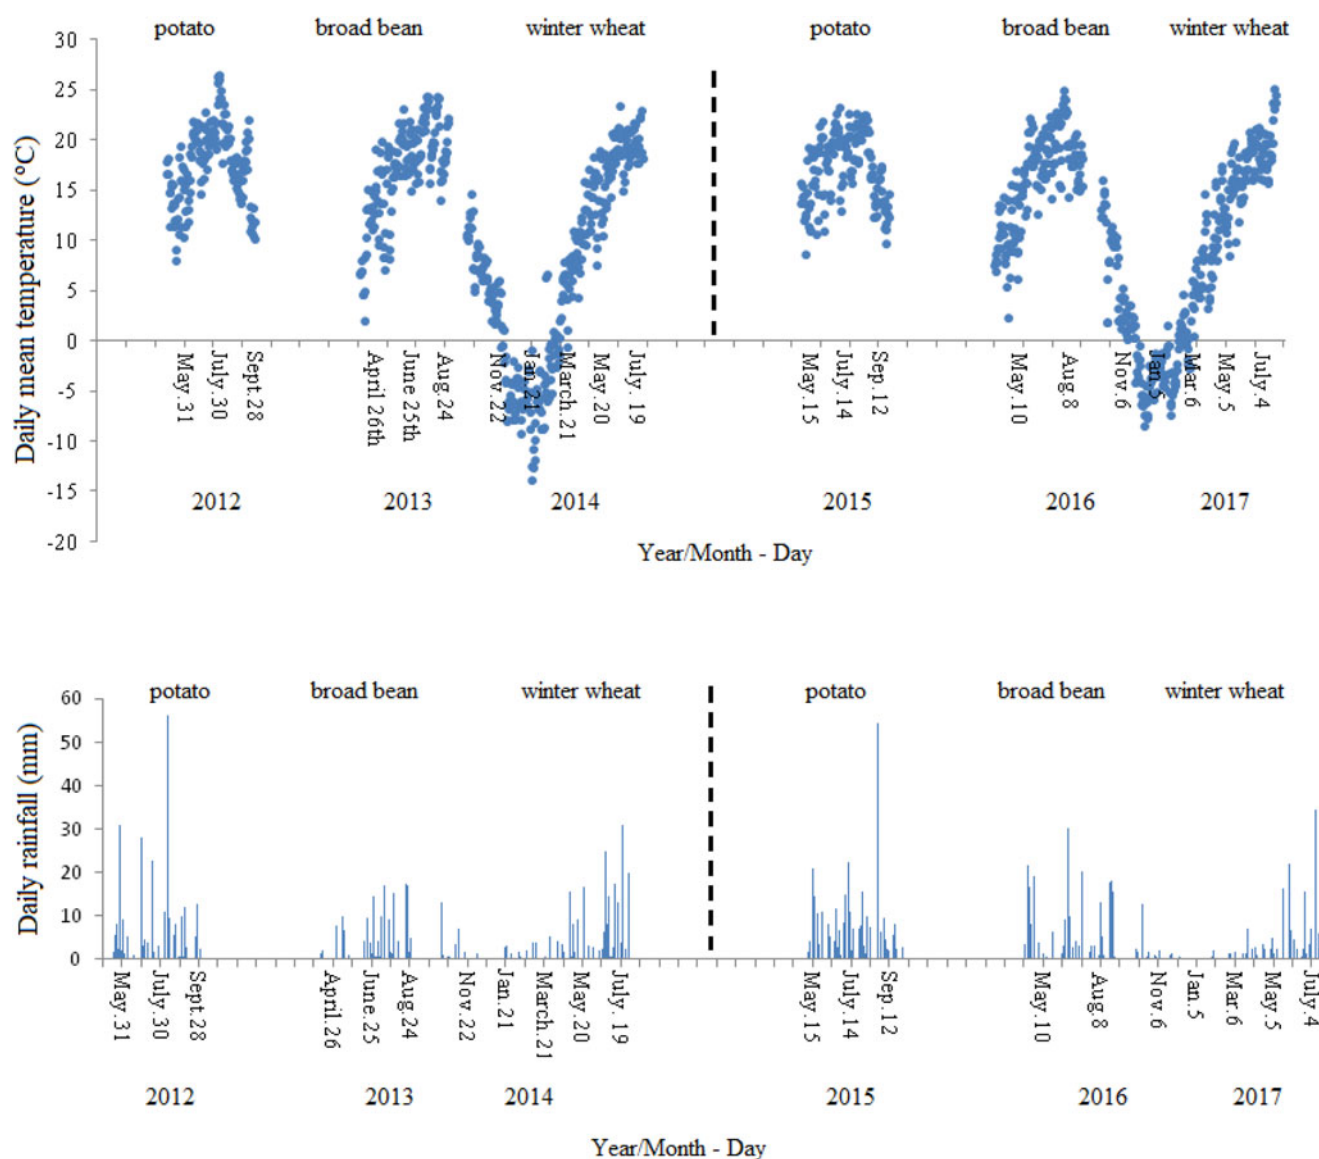 potato broad bean winter wheat potato broad bean winter wheat
30
25
20
15
10
5
0
-5
-10
-15
-20
Daily mean temperature (°C)
May.31 July.30 Sept.28 April 26th June 25th Aug.24 Nov.22 Jan.21 March.21 May.20 July. 19 May.15 July.14 Sep.12 May.10 Aug.8 Nov.6 Jan.5 Mar.6 May.5 July.4
2012 2013 2014 2015 2016 2017
Year/Month - Day
potato broad bean winter wheat potato broad bean winter wheat
60
50
40
30
20
10
0
Daily rainfall (mm)
May.31 July.30 Sept.28 April.26 June.25 Aug.24 Nov.22 Jan.21 March.21 May.20 July.19 May.15 July.14 Sep.12 May.10 Aug.8 Nov.6 Jan.5 Mar.6 May.5 July.4
2012 2013 2014 2015 2016 2017
Year/Month - Day